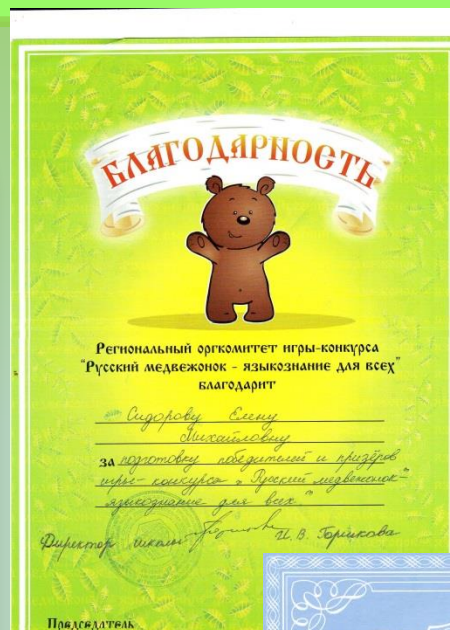 БЛАГОДАРНОСТЬ
Региональный оргкомитет игры-конкурса
"Русский медвежонок - языкознание для всех"
благодарит
Сидорову Елену
Михайловну
за подготовку победителей и призёров
игры-конкурса „Русский медвежонок-
языкознание для всех"
Директор школы И. В. Горшкова
Председатель